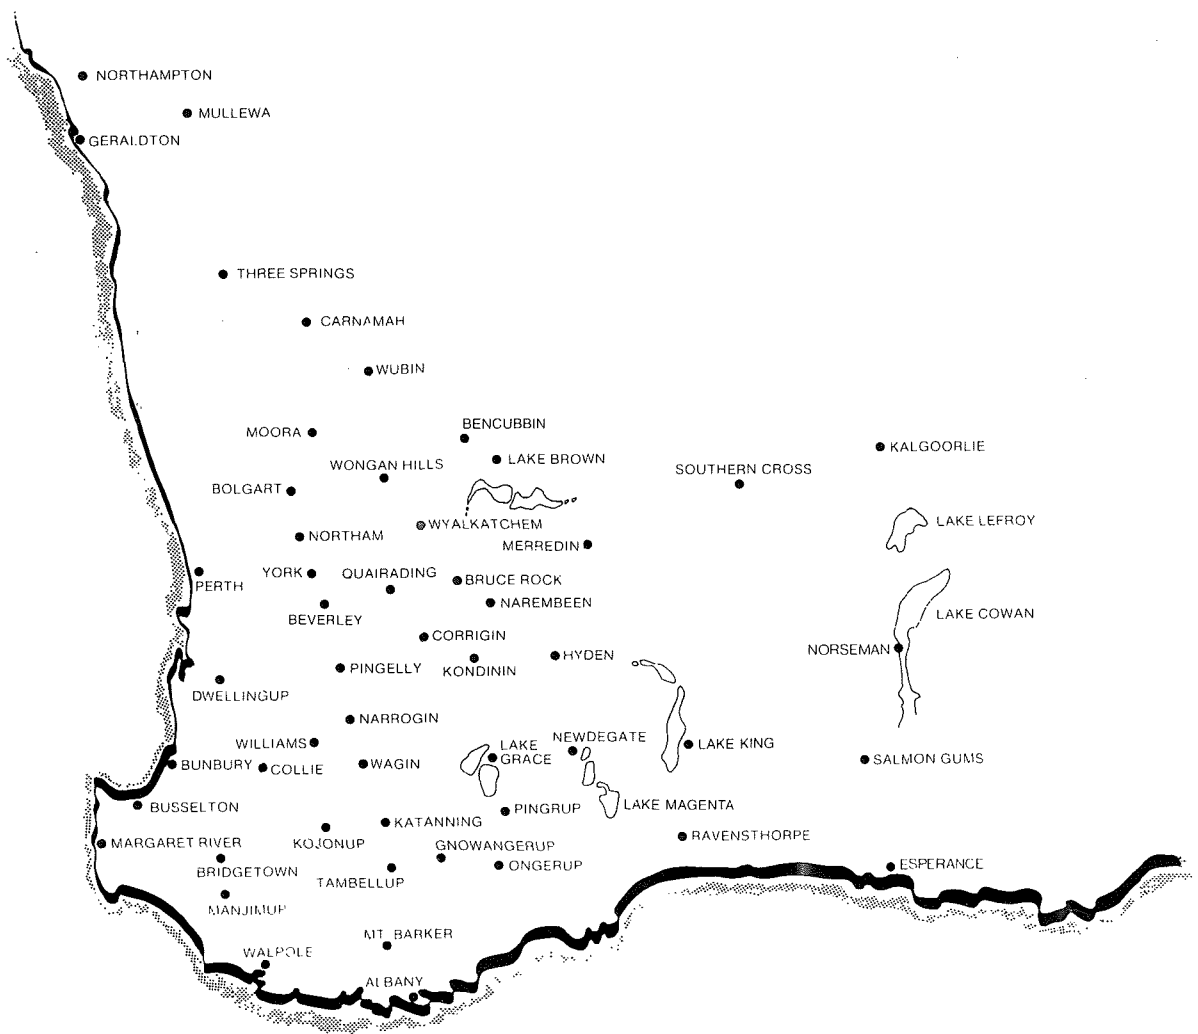 NORTHAMPTON
MULLEWA
GERALDTON
THREE SPRINGS
CARNAMAH
WUBIN
BENCUBBIN
MOORA
KALGOORLIE
LAKE BROWN
WONGAN HILLS
SOUTHERN CROSS
BOLGART
LAKE LEFROY
WYALKATCHEM
NORTHAM
MERREDIN
YORK
QUAIRADING
BRUCE ROCK
PERTH
NAREMBEEN
LAKE COWAN
BEVERLEY
CORRIGIN
NORSEMAN
HYDEN
PINGELLY
KONDININ
DWELLINGUP
NARROGIN
NEWDEGATE
WILLIAMS
LAKE
GRACE
LAKE KING
SALMON GUMS
BUNBURY
COLLIE
WAGIN
BUSSELTON
PINGRUP
LAKE MAGENTA
KATANNING
RAVENSTHORPE
MARGARET RIVER
KOJONUP
GNOWANGERUP
ESPERANCE
ONGERUP
BRIDGETOWN
TAMBELLUP
MANJIMUP
MT. BARKER
WALPOLE
ALBANY